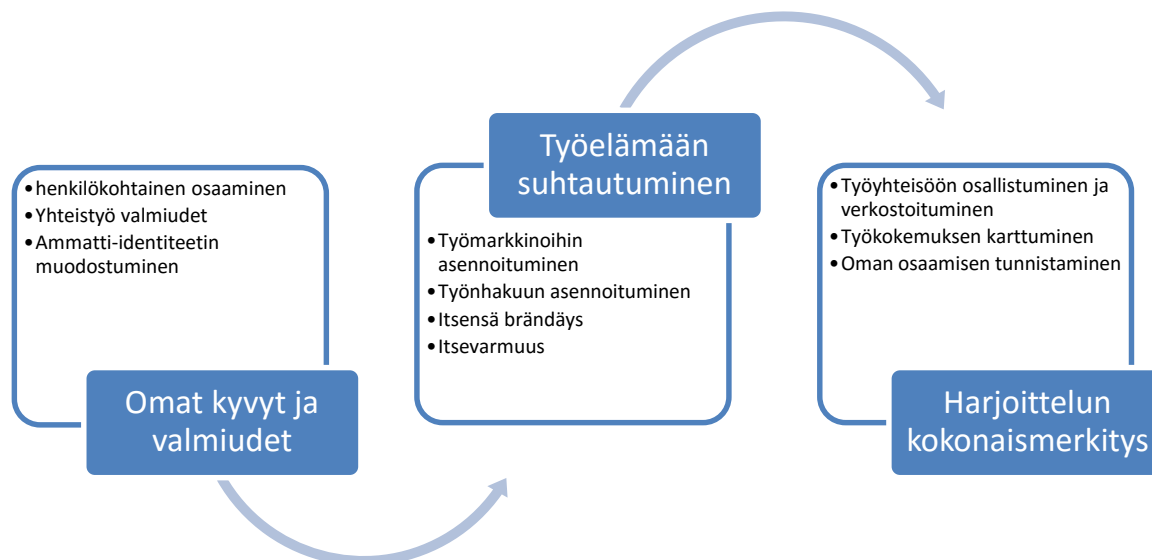 •henkilökohtainen osaaminen
•Yhteistyö valmiudet
•Ammatti-identiteetin
muodostuminen
Omat kyvyt ja
valmiudet
Työelämään
suhtautuminen
•Työmarkkinoihin
asennoituminen
•Työnhakuun asennoituminen
•Itsensä brändäys
•Itsevarmuus
•Työyhteisöön osallistuminen ja
verkostoituminen
•Työkokemuksen karttuminen
•Oman osaamisen tunnistaminen
Harjoittelun
kokonaismerkitys